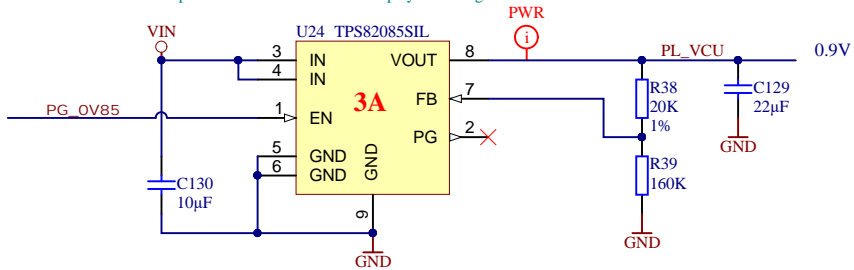 PWR
VIN
U24 TPS82085SIL
3 IN VOUT 8 PL_VCU 0.9V
4 IN
R38
20K
1%
C129
22µF
3A
FB 7
PG_0V85 1 EN
PG 2
GND
5 GND
6 GND
GND
C130
10µF
R39
160K
9
GND
GND